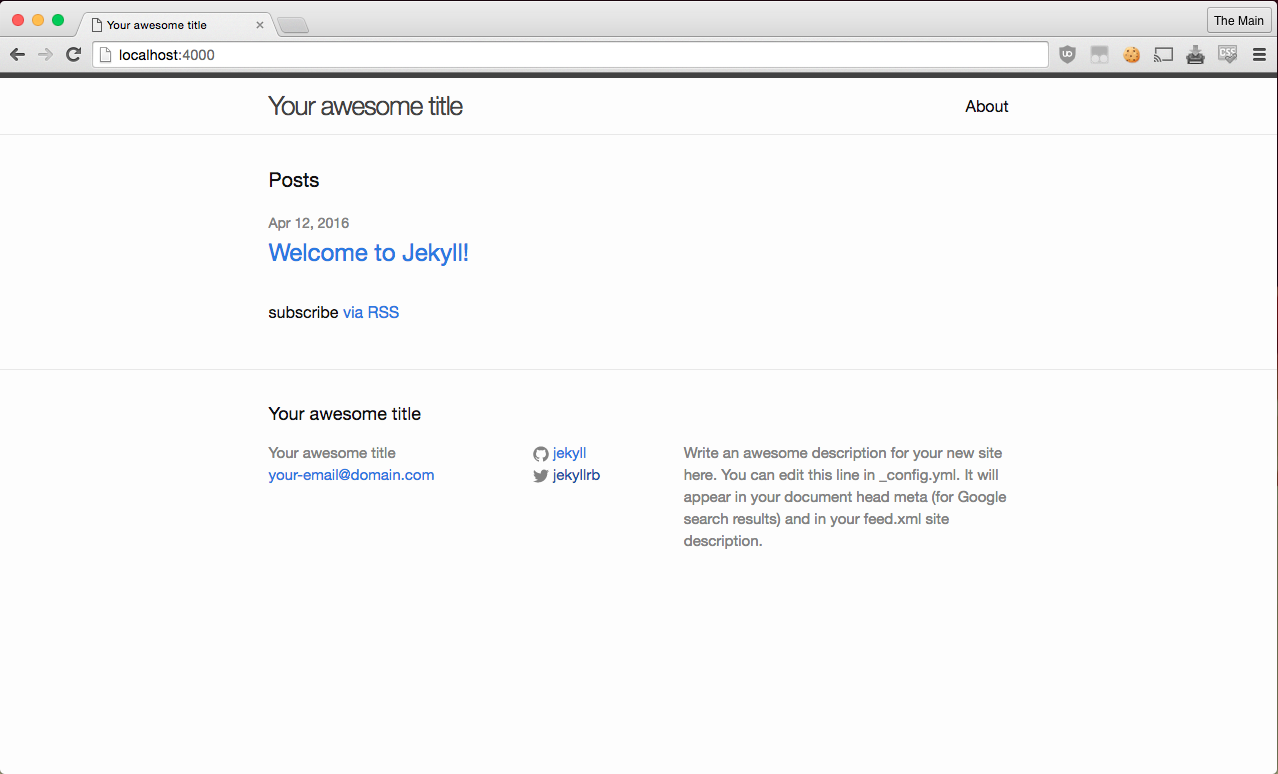 Your awesome title
The Main
localhost:4000
UD
CSS
Your awesome title
About
Posts
Apr 12, 2016
Welcome to Jekyll!
subscribe via RSS
Your awesome title
Your awesome title
your-email@domain.com
jekyll
jekyllrb
Write an awesome description for your new site
here. You can edit this line in _config.yml. It will
appear in your document head meta (for Google
search results) and in your feed.xml site
description.